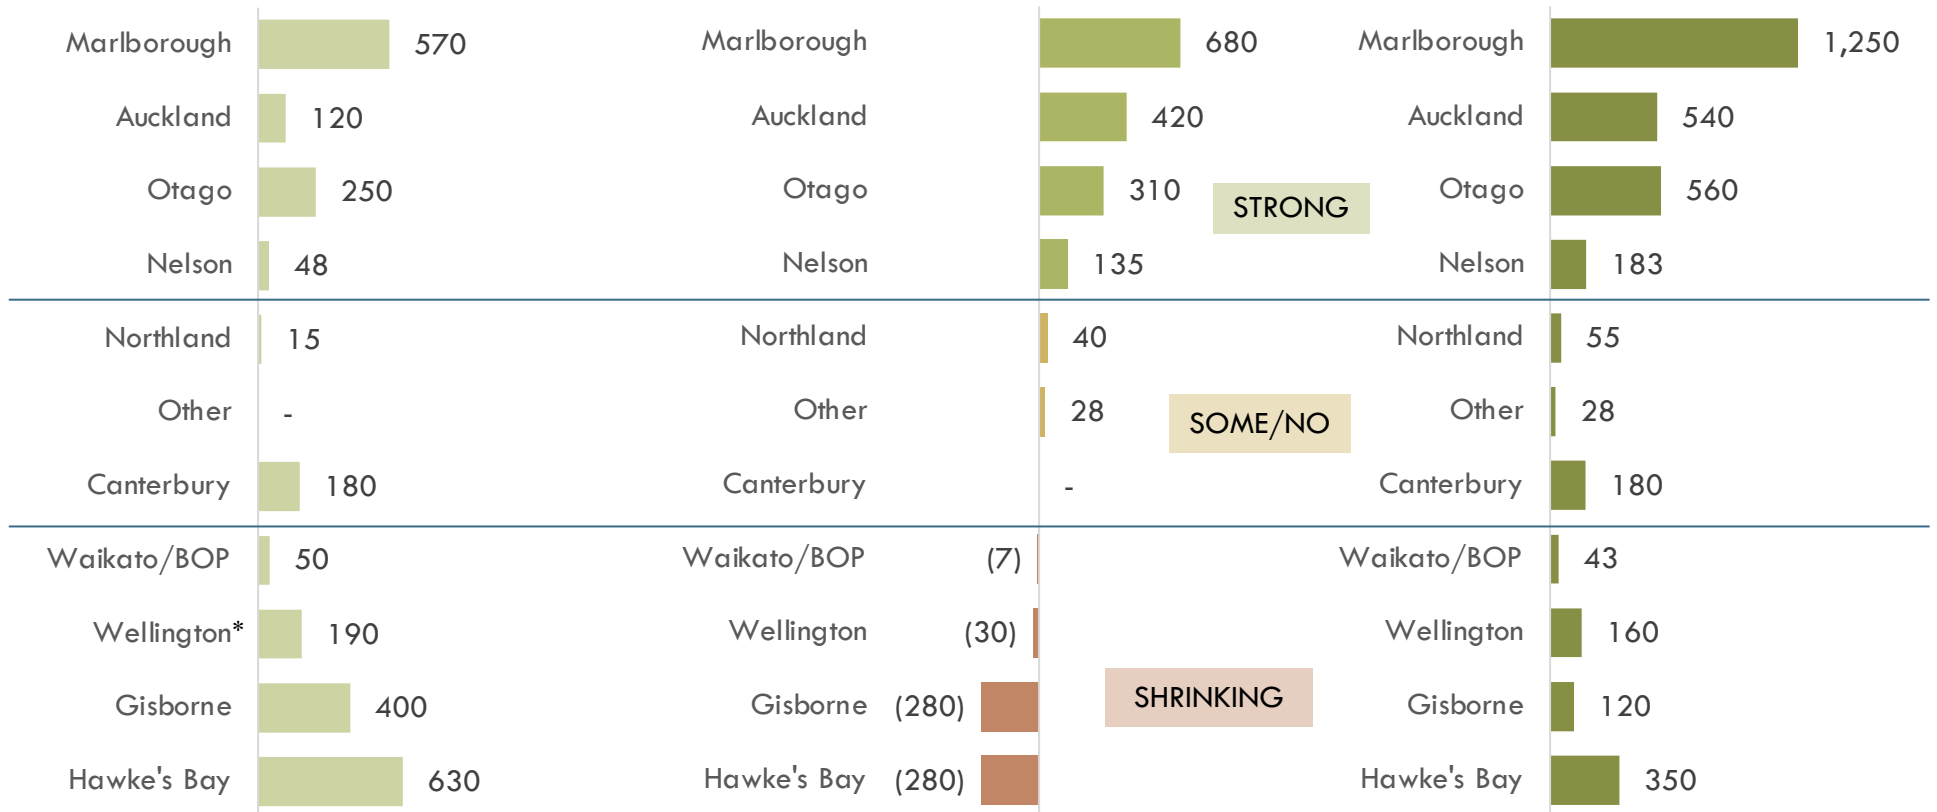 Marlborough 570 Marlborough 680 Marlborough 1,250
Auckland 120 Auckland 420 Auckland 540
Otago 250 Otago 310 Otago 560
STRONG
Nelson 48 Nelson 135 Nelson 183
Northland 15 Northland 40 Northland 55
Other - Other 28 Other 28
SOME/NO
Canterbury 180 Canterbury - Canterbury 180
Waikato/BOP 50 Waikato/BOP (7) Waikato/BOP 43
Wellington* 190 Wellington (30) Wellington 160
Gisborne 400 Gisborne (280) Gisborne 120
SHRINKING
Hawke's Bay 630 Hawke's Bay (280) Hawke's Bay 350